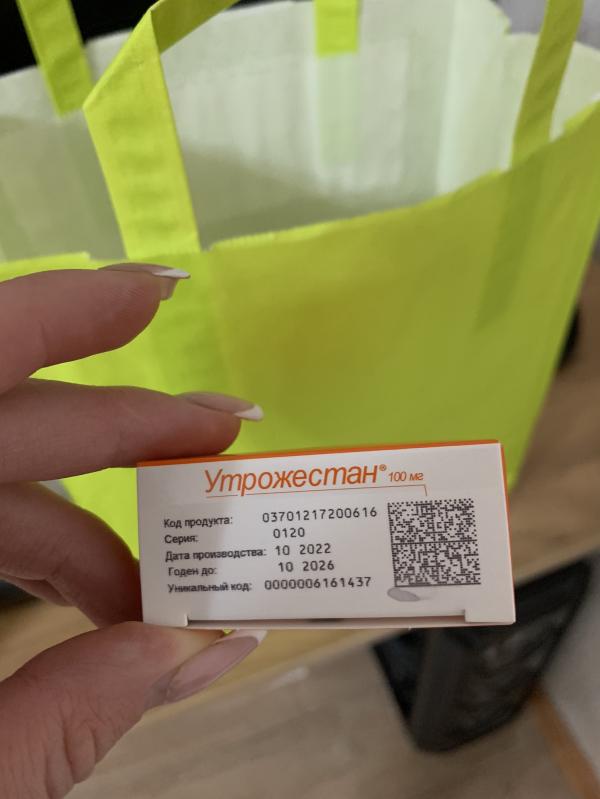 Утрожестан® 100 мг
Код продукта: 03701217200616
Серия: 0120
Дата производства: 10 2022
Годен до: 10 2026
Уникальный код: 0000006161437